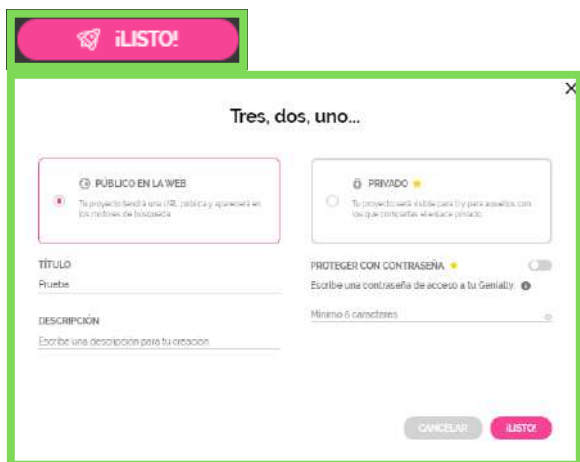 ¡LISTO!
Tres, dos, uno...
PÚBLICO EN LA WEB
Tu proyecto tendrá una URL pública y aparecerá en
los motores de búsqueda
PRIVADO
Tu proyecto será visible para ti y para aquellos con
los que compartas el enlace privado
TÍTULO
Prueba
DESCRIPCIÓN
Escribe una descripción para tu creación
PROTEGER CON CONTRASEÑA
Escribe una contraseña de acceso a tu Genially
Mínimo 6 caracteres
CANCELAR
¡LISTO!